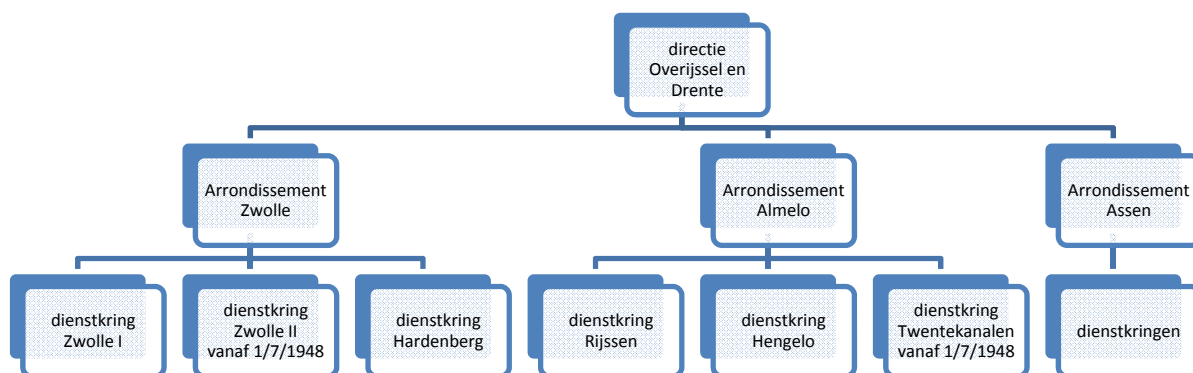 directie
Overijssel en
Drente
Arrondissement
Zwolle
Arrondissement
Almelo
Arrondissement
Assen
dienstkring
Zwolle I
dienstkring
Zwolle II
vanaf 1/7/1948
dienstkring
Hardenberg
dienstkring
Rijssen
dienstkring
Hengelo
dienstkring
Twentekanalen
vanaf 1/7/1948
dienstkringen